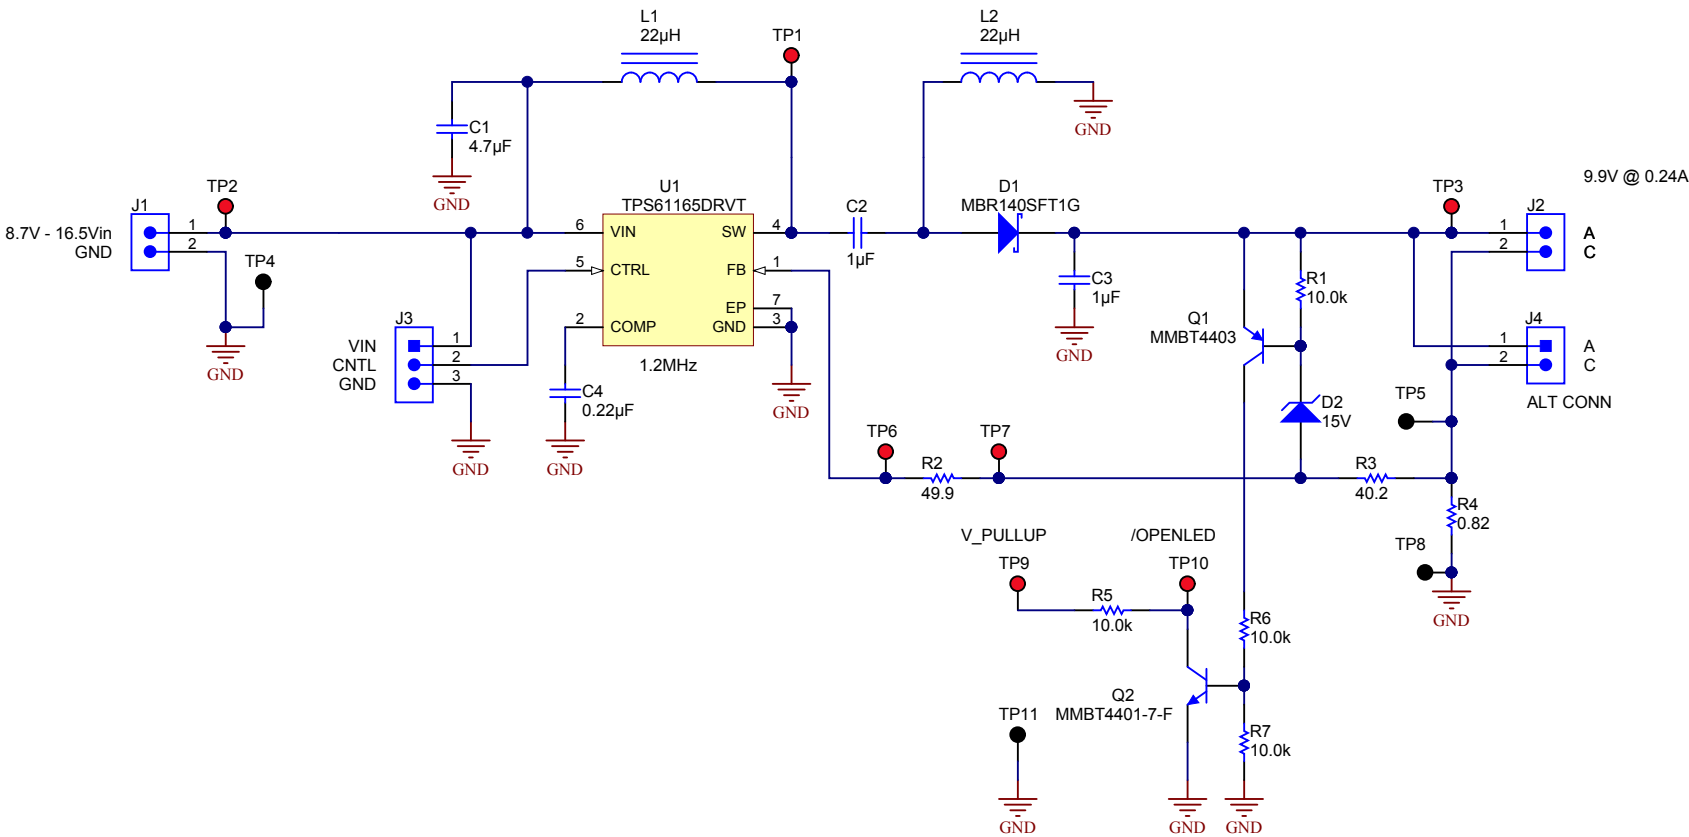 L1
22µH
TP1
L2
22µH
C1
4.7µF
GND
GND
9.9V @ 0.24A
J1
TP2
8.7V - 16.5Vin
GND
1
2
TP4
GND
U1
TPS61165DRVT
6 VIN
SW 4
5 CTRL
FB 1
EP 7
2 COMP
GND 3
1.2MHz
C2
1µF
D1
MBR140SFT1G
C3
1µF
GND
TP3
J2
1 A
2 C
R1
10.0k
Q1
MMBT4403
J4
1 A
2 C
ALT CONN
J3
VIN 1
CNTL 2
GND 3
GND
C4
0.22µF
GND
GND
D2
15V
TP5
TP6
R2
49.9
TP7
R3
40.2
R4
0.82
TP8
GND
V_PULLUP
TP9
/OPENLED
TP10
R5
10.0k
R6
10.0k
Q2
MMBT4401-7-F
R7
10.0k
TP11
GND
GND
GND